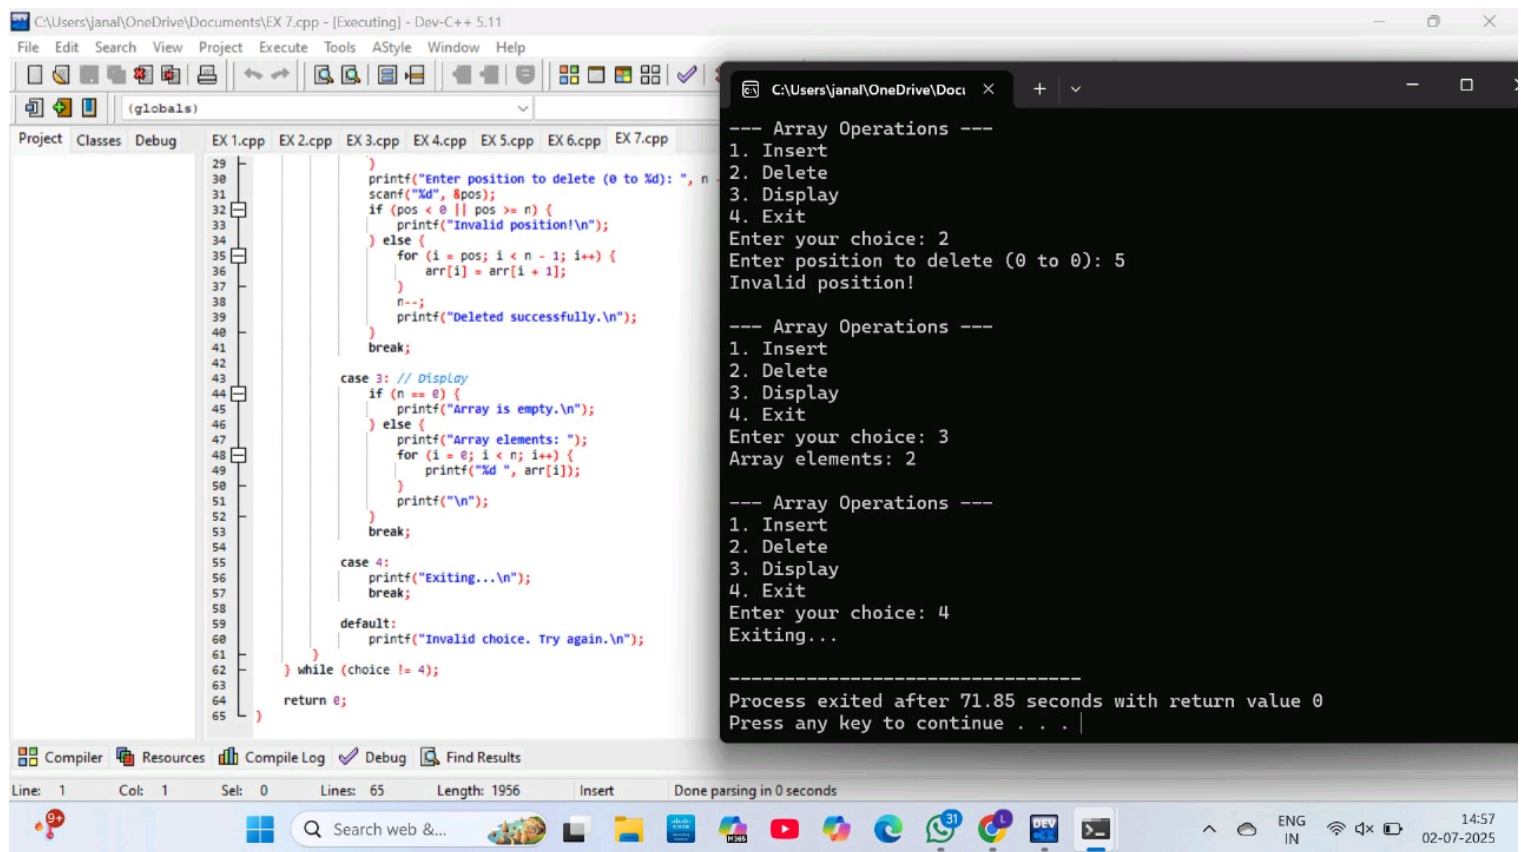 C:\Users\janal\OneDrive\Documents\EX 7.cpp - [Executing] - Dev-C++ 5.11
File Edit Search View Project Execute Tools AStyle Window Help
(globals)
Project Classes Debug
EX 1.cpp EX 2.cpp EX 3.cpp EX 4.cpp EX 5.cpp EX 6.cpp EX 7.cpp
29 }
30 printf("Enter position to delete (0 to %d): ", n -
31 scanf("%d", &pos);
32 if (pos < 0 || pos >= n) {
33 printf("Invalid position!\n");
34 } else {
35 for (i = pos; i < n - 1; i++) {
36 arr[i] = arr[i + 1];
37 }
38 n--;
39 printf("Deleted successfully.\n");
40 }
41 break;
42
43 case 3: // Display
44 if (n == 0) {
45 printf("Array is empty.\n");
46 } else {
47 printf("Array elements: ");
48 for (i = 0; i < n; i++) {
49 printf("%d ", arr[i]);
50 }
51 printf("\n");
52 }
53 break;
54
55 case 4:
56 printf("Exiting...\n");
57 break;
58
59 default:
60 printf("Invalid choice. Try again.\n");
61 }
62 } while (choice != 4);
63
64 return 0;
65 }
C:\Users\janal\OneDrive\Docu
--- Array Operations ---
1. Insert
2. Delete
3. Display
4. Exit
Enter your choice: 2
Enter position to delete (0 to 0): 5
Invalid position!
--- Array Operations ---
1. Insert
2. Delete
3. Display
4. Exit
Enter your choice: 3
Array elements: 2
--- Array Operations ---
1. Insert
2. Delete
3. Display
4. Exit
Enter your choice: 4
Exiting...
--------------------------------
Process exited after 71.85 seconds with return value 0
Press any key to continue . . .
Compiler Resources Compile Log Debug Find Results
Line: 1 Col: 1 Sel: 0 Lines: 65 Length: 1956 Insert Done parsing in 0 seconds
9+
Search web &...
M365
31
L
DEV
ENG
IN
14:57
02-07-2025